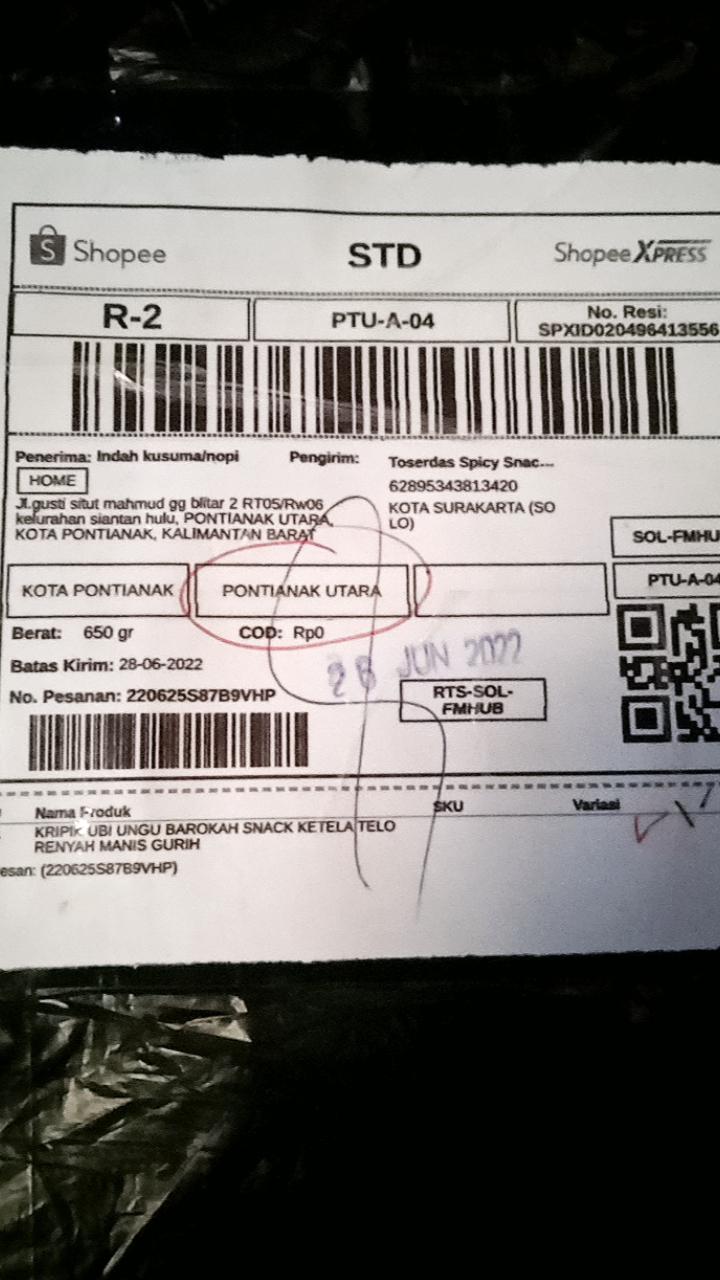 Shopee
STD
Shopee XPRESS
R-2
PTU-A-04
No. Resi:
SPXID020496413556
Penerima: Indah kusuma/nopi
HOME
Jl.gusti situt mahmud gg blitar 2 RT05/Rw06
kelurahan siantan hulu, PONTIANAK UTARA,
KOTA PONTIANAK, KALIMANTAN BARAT
Pengirim:
Toserdas Spicy Snac...
62895343813420
KOTA SURAKARTA (SO
LO)
SOL-FMHU
PTU-A-04
KOTA PONTIANAK
PONTIANAK UTARA
Berat: 650 gr
COD: Rp0
Batas Kirim: 28-06-2022
JUN 2022
No. Pesanan: 220625S87B9VHP
RTS-SOL-
FMHUB
Nama Produk
SKU
Variasi
KRIPIK UBI UNGU BAROKAH SNACK KETELA TELO
RENYAH MANIS GURIH
esan: (220625S87B9VHP)